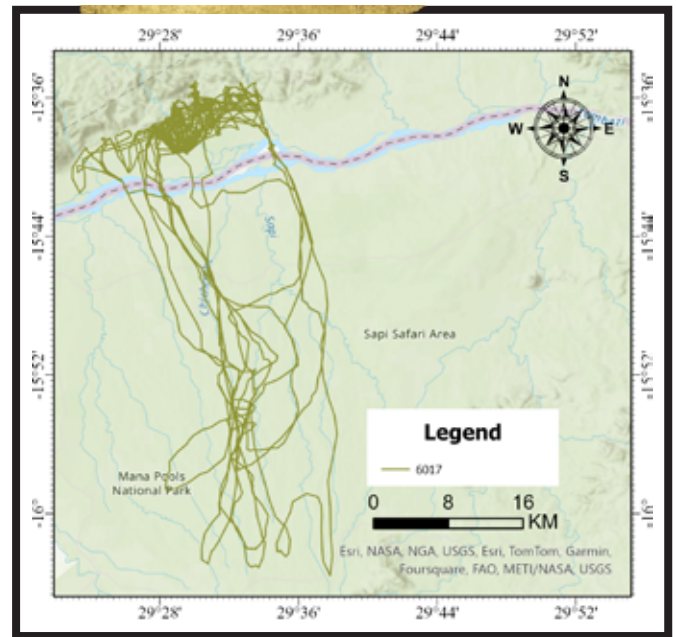 29°28' 29°36' 29°44' 29°52'
-15°36' -15°36'
N
W E
S
-15°44' -15°44'
Sapi
Sapi Safari Area
-15°52' -15°52'
Legend
6017
Mana Pools
National Park
0 8 16
KM
-16° -16°
Esri, NASA, NGA, USGS, Esri, TomTom, Garmin,
Foursquare, FAO, METI/NASA, USGS
29°28' 29°36' 29°44' 29°52'